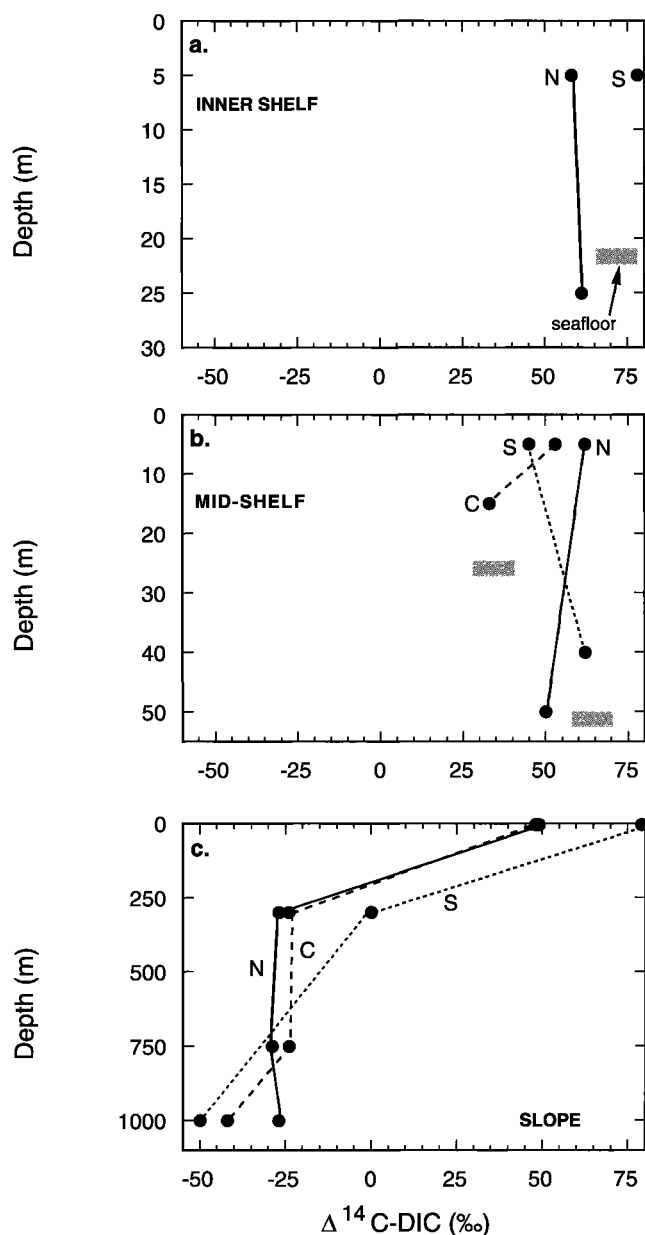 0
a.
5
N
S
INNER SHELF
10
Depth (m)
15
20
25
seafloor
30
-50 -25 0 25 50 75
0
b.
S
N
10
C
MID-SHELF
20
Depth (m)
30
40
50
-50 -25 0 25 50 75
0
c.
250
S
N
C
500
Depth (m)
750
1000
SLOPE
-50 -25 0 25 50 75
Δ ¹⁴C-DIC (‰)